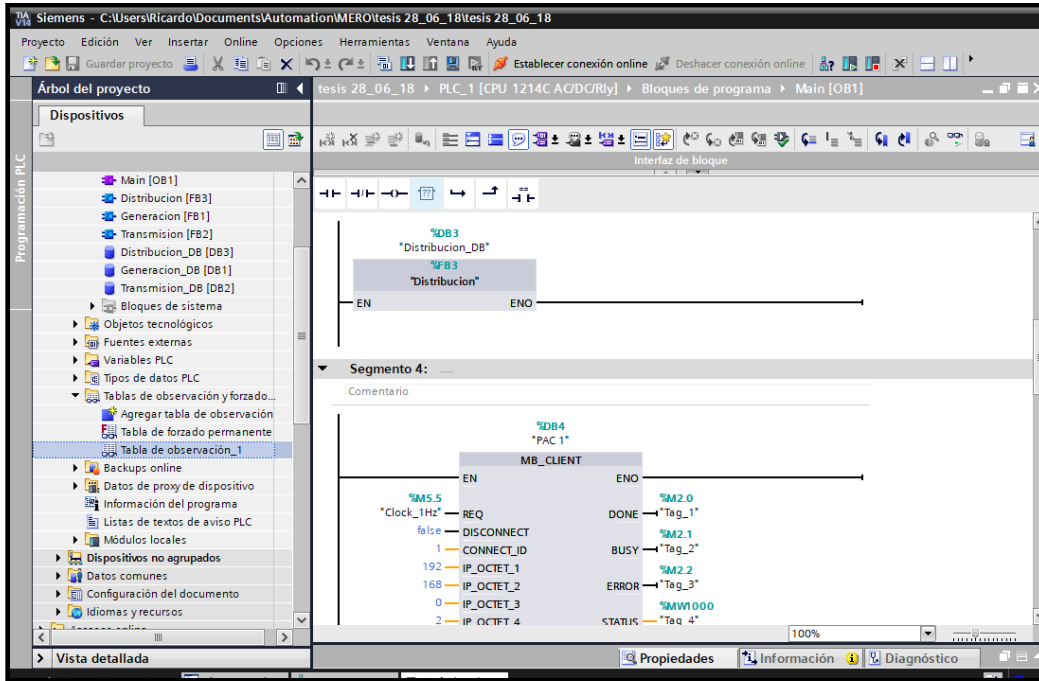 TIA
V14
Siemens - C:\Users\Ricardo\Documents\Automation\MERO\tesis 28_06_18\tesis 28_06_18
Proyecto Edición Ver Insertar Online Opciones Herramientas Ventana Ayuda
Guardar proyecto Establecer conexión online Deshacer conexión online
Árbol del proyecto
tesis 28_06_18 PLC_1 [CPU 1214C AC/DC/Rly] Bloques de programa Main [OB1]
Dispositivos
Interfaz de bloque
Programación PLC
Main [OB1]
Distribucion [FB3]
Generacion [FB1]
Transmision [FB2]
Distribucion_DB [DB3]
Generacion_DB [DB1]
Transmision_DB [DB2]
Bloques de sistema
Objetos tecnológicos
Fuentes externas
Variables PLC
Tipos de datos PLC
Tablas de observación y forzado...
Agregar tabla de observación
Tabla de forzado permanente
Tabla de observación_1
Backups online
Datos de proxy de dispositivo
Información del programa
Listas de textos de aviso PLC
Módulos locales
Dispositivos no agrupados
Datos comunes
Configuración del documento
Idiomas y recursos
Vista detallada
??
%DB3
"Distribucion_DB"
%FB3
"Distribucion"
EN ENO
Segmento 4: .....
Comentario
%DB4
"PAC 1"
MB_CLIENT
EN ENO
%M5.5 %M2.0
"Clock_1Hz" REQ DONE "Tag_1"
false DISCONNECT %M2.1
1 CONNECT_ID BUSY "Tag_2"
192 IP_OCTET_1 %M2.2
168 IP_OCTET_2 ERROR "Tag_3"
0 IP_OCTET_3 %MW1000
2 IP_OCTET_4 STATUS "Tag_4"
100%
Propiedades Información Diagnóstico